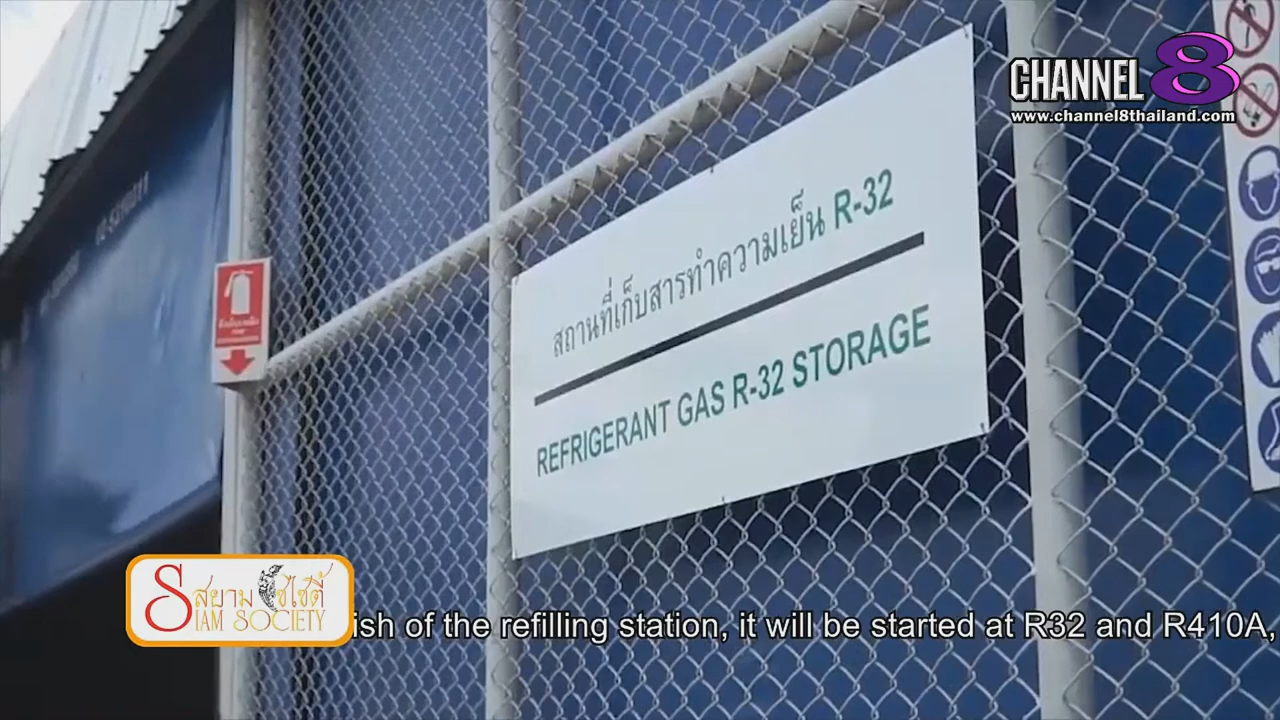 CHANNEL 8
www.channel8thailand.com
สถานที่เก็บสารทำความเย็น R-32
REFRIGERANT GAS R-32 STORAGE
สยามโซไซตี้
SIAM SOCIETY
ish of the refilling station, it will be started at R32 and R410A,